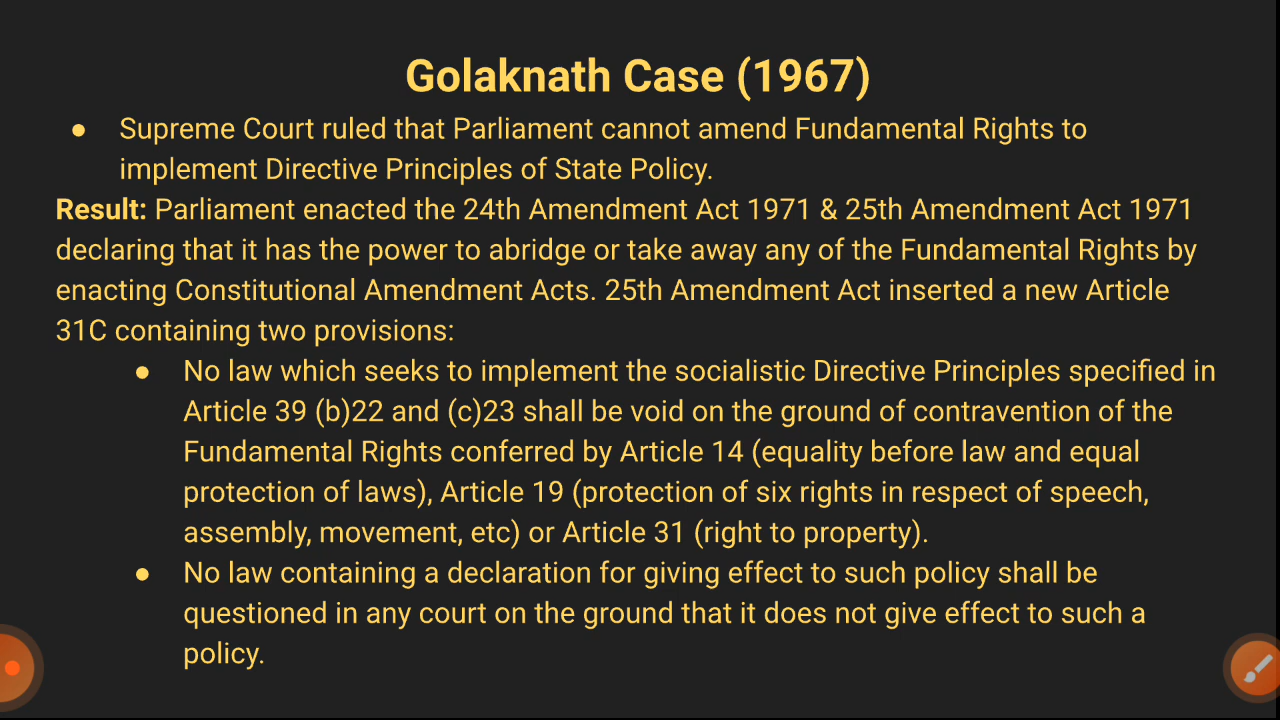 Golaknath Case (1967)
● Supreme Court ruled that Parliament cannot amend Fundamental Rights to
implement Directive Principles of State Policy.
Result: Parliament enacted the 24th Amendment Act 1971 & 25th Amendment Act 1971
declaring that it has the power to abridge or take away any of the Fundamental Rights by
enacting Constitutional Amendment Acts. 25th Amendment Act inserted a new Article
31C containing two provisions:
● No law which seeks to implement the socialistic Directive Principles specified in
Article 39 (b)22 and (c)23 shall be void on the ground of contravention of the
Fundamental Rights conferred by Article 14 (equality before law and equal
protection of laws), Article 19 (protection of six rights in respect of speech,
assembly, movement, etc) or Article 31 (right to property).
● No law containing a declaration for giving effect to such policy shall be
questioned in any court on the ground that it does not give effect to such a
policy.